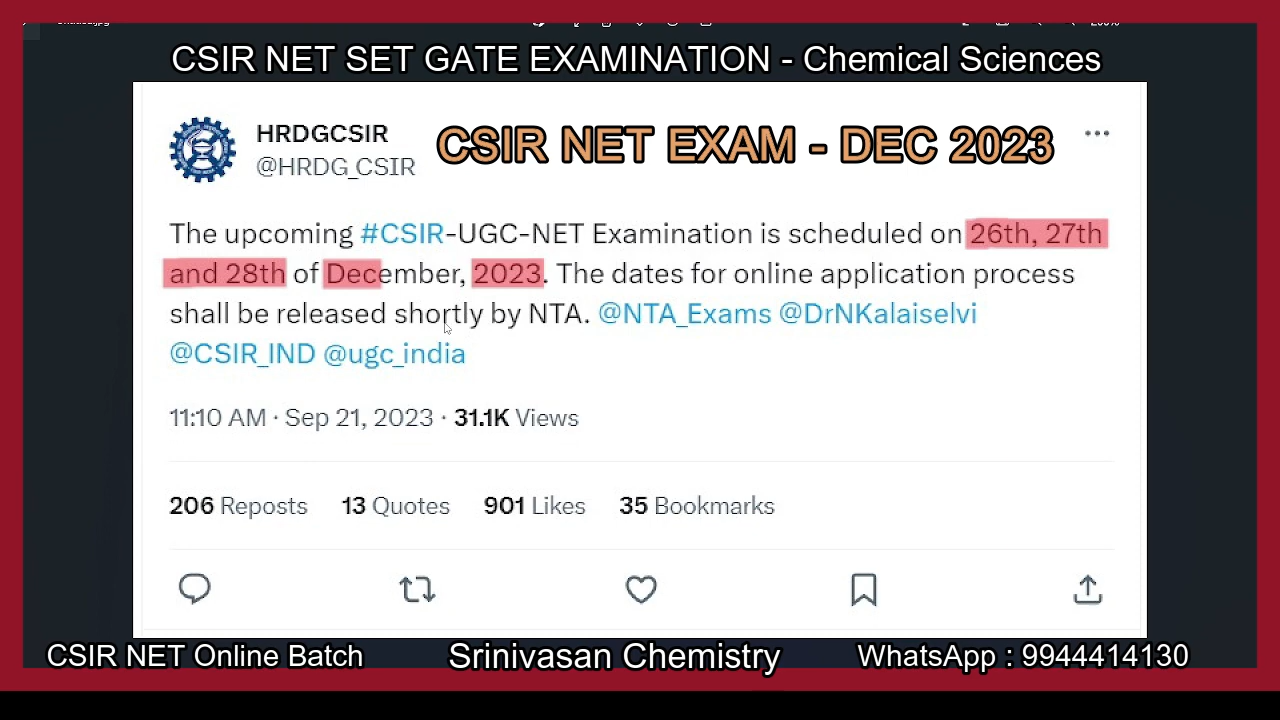 CSIR NET SET GATE EXAMINATION - Chemical Sciences
HRDGCSIR
CSIR NET EXAM - DEC 2023
@HRDG_CSIR
The upcoming #CSIR-UGC-NET Examination is scheduled on 26th, 27th
and 28th of December, 2023. The dates for online application process
shall be released shortly by NTA. @NTA_Exams @DrNKalaiselvi
@CSIR_IND @ugc_india
11:10 AM · Sep 21, 2023 · 31.1K Views
206 Reposts 13 Quotes 901 Likes 35 Bookmarks
CSIR NET Online Batch Srinivasan Chemistry WhatsApp : 9944414130